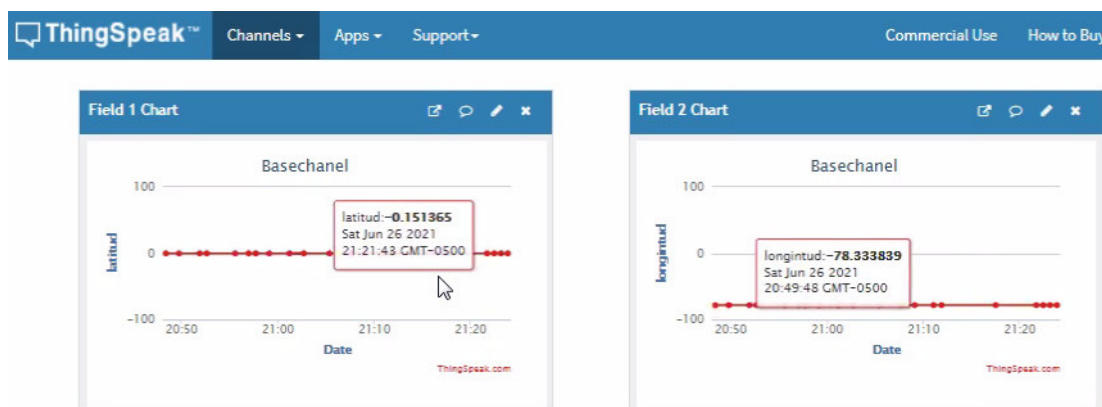 ThingSpeak™ Channels Apps Support Commercial Use How to Buy
Field 1 Chart
Basechanel
100
0
-100
latitud
latitud:-0.151365
Sat Jun 26 2021
21:21:43 GMT-0500
20:50 21:00 21:10 21:20
Date
ThingSpeak.com
Field 2 Chart
Basechanel
100
0
-100
longintud
longintud:-78.333839
Sat Jun 26 2021
20:49:48 GMT-0500
20:50 21:00 21:10 21:20
Date
ThingSpeak.com